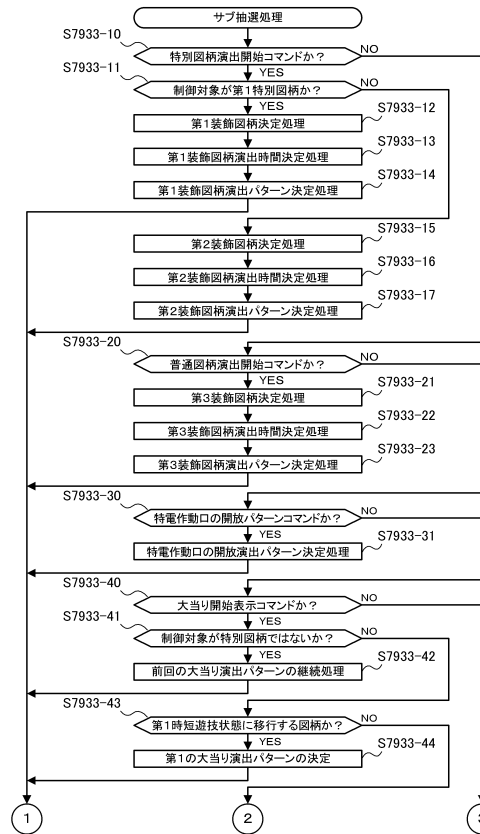 サブ抽選処理
S7933-10
特別図柄演出開始コマンドか？
NO
YES
S7933-11
制御対象が第1特別図柄か？
NO
YES
S7933-12
第1装飾図柄決定処理
S7933-13
第1装飾図柄演出時間決定処理
S7933-14
第1装飾図柄演出パターン決定処理
S7933-15
第2装飾図柄決定処理
S7933-16
第2装飾図柄演出時間決定処理
S7933-17
第2装飾図柄演出パターン決定処理
S7933-20
普通図柄演出開始コマンドか？
NO
YES
S7933-21
第3装飾図柄決定処理
S7933-22
第3装飾図柄演出時間決定処理
S7933-23
第3装飾図柄演出パターン決定処理
S7933-30
特電作動口の開放パターンコマンドか？
NO
YES
S7933-31
特電作動口の開放演出パターン決定処理
S7933-40
大当り開始表示コマンドか？
NO
YES
S7933-41
制御対象が特別図柄ではないか？
NO
YES
S7933-42
前回の大当り演出パターンの継続処理
S7933-43
第1時短遊技状態に移行する図柄か？
NO
YES
S7933-44
第1の大当り演出パターンの決定
1
2
3